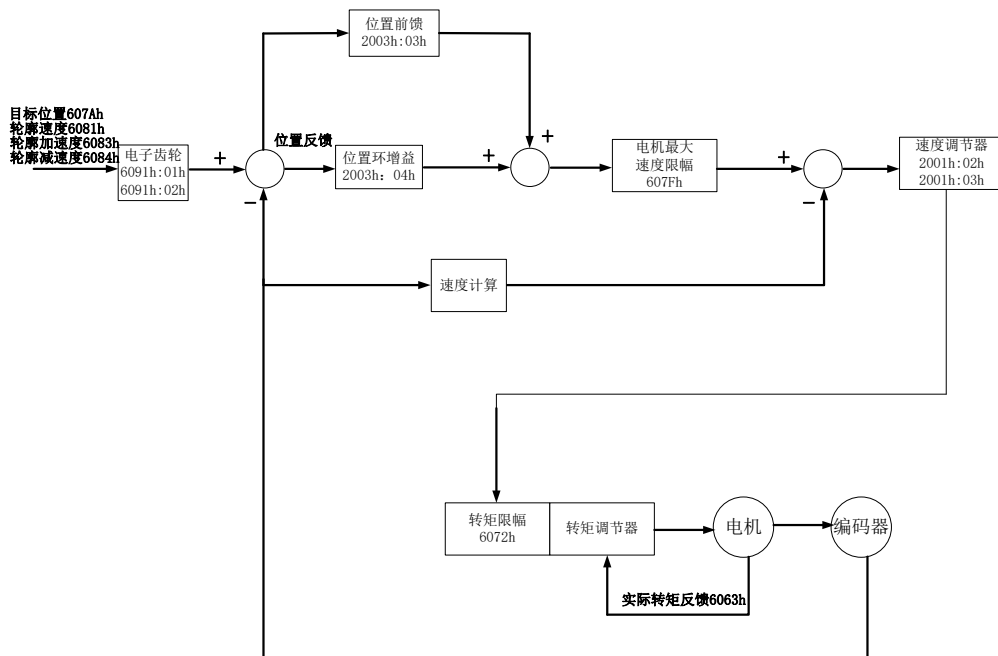 位置前馈
2003h:03h
目标位置607Ah
轮廓速度6081h
轮廓加速度6083h
轮廓减速度6084h
电子齿轮
6091h:01h
6091h:02h
+
−
位置反馈
位置环增益
2003h: 04h
+
+
电机最大
速度限幅
607Fh
+
−
速度调节器
2001h:02h
2001h:03h
速度计算
转矩限幅
6072h
转矩调节器
电机
编码器
实际转矩反馈6063h